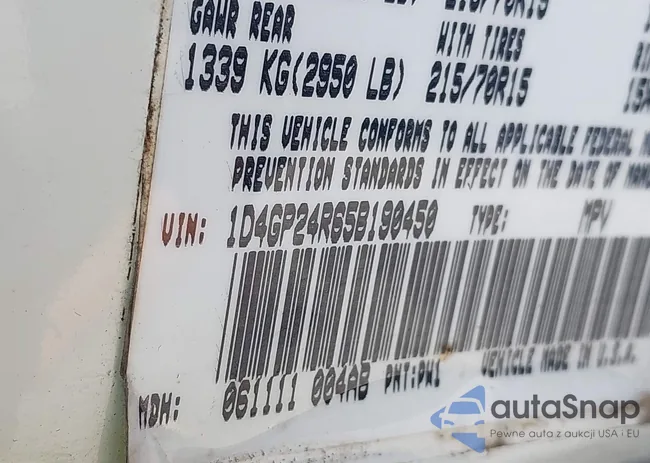 GAWR REAR WITH TIRES
1339 KG(2950 LB) 215/70R15
THIS VEHICLE CONFORMS TO ALL APPLICABLE FEDERAL
PREVENTION STANDARDS IN EFFECT ON THE DATE OF
VIN: 1D4GP24R65B190450 TYPE: MPV
MDH: 061111 004AB PNT:PW1 VEHICLE MADE IN U.S.A.
autaSnap
Pewne auta z aukcji USA i EU